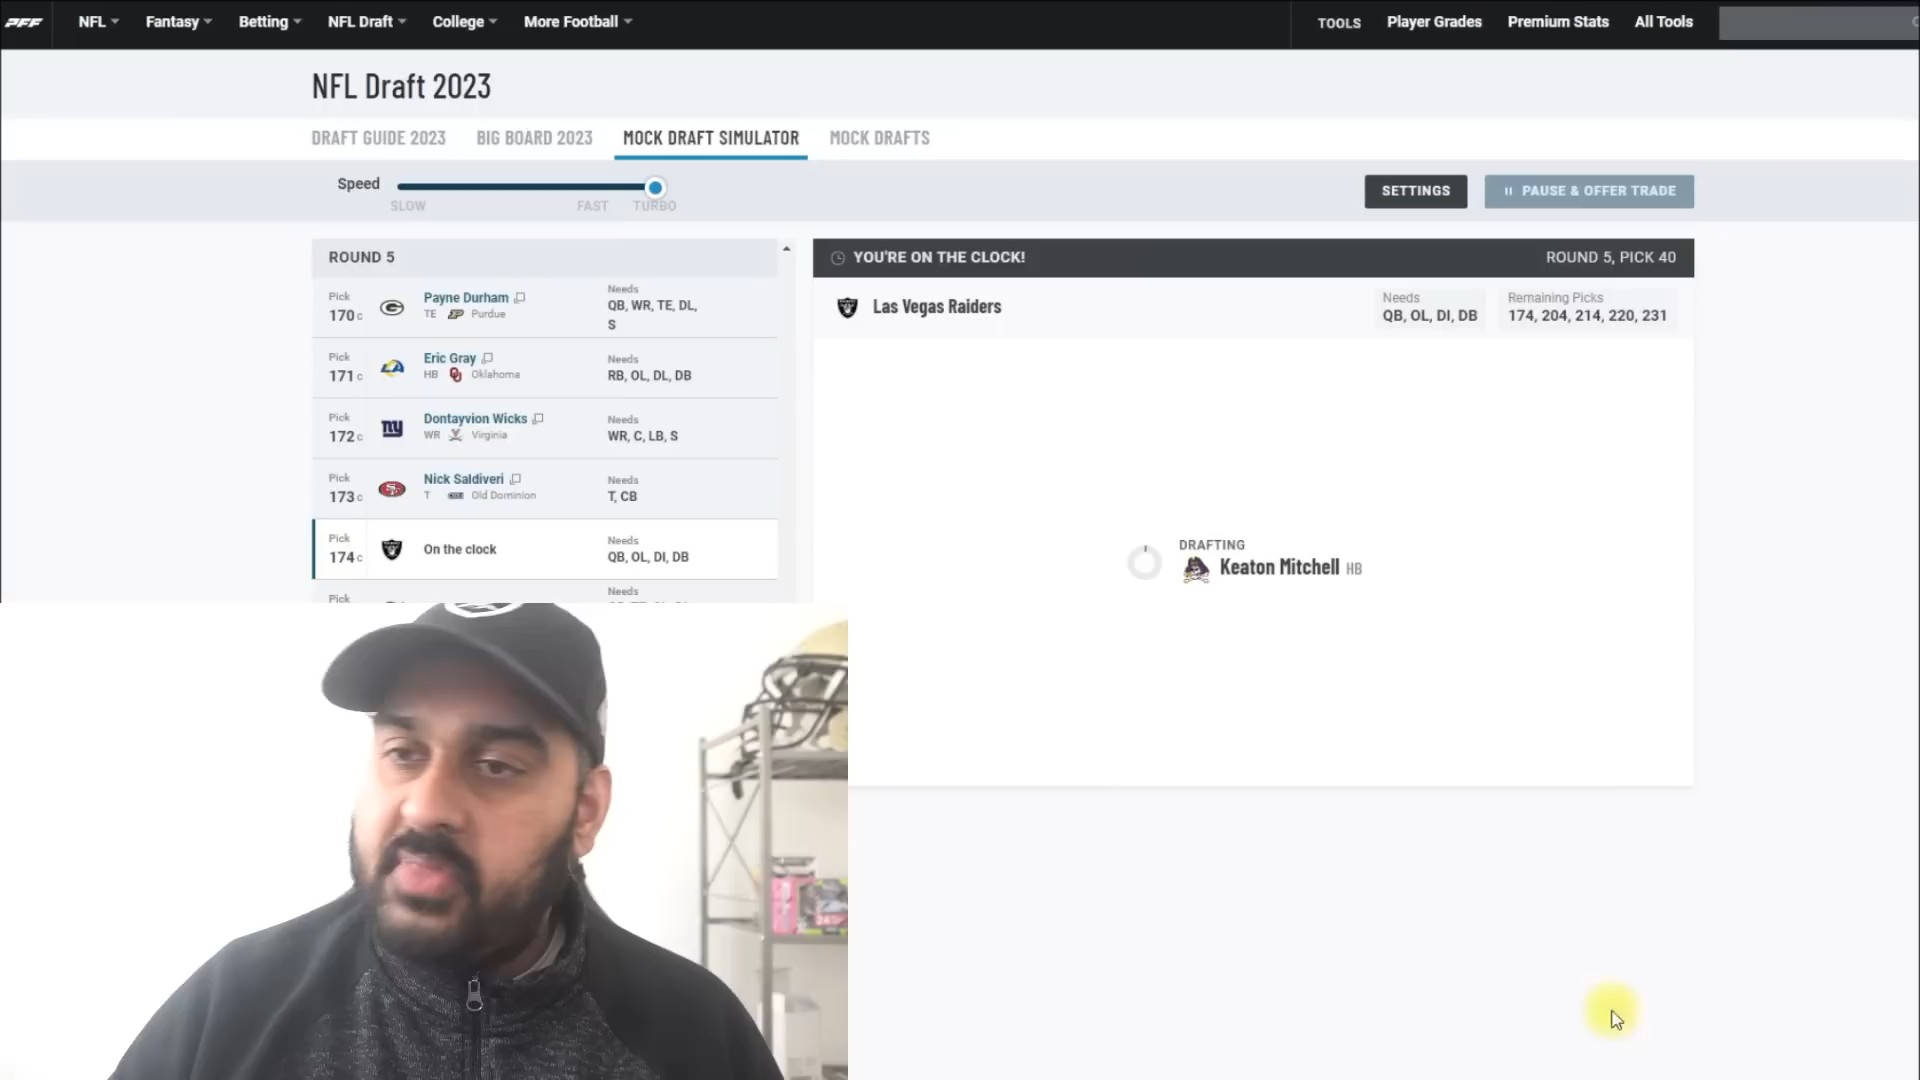 PFF NFL Fantasy Betting NFL Draft College More Football TOOLS Player Grades Premium Stats All Tools
NFL Draft 2023
DRAFT GUIDE 2023 BIG BOARD 2023 MOCK DRAFT SIMULATOR MOCK DRAFTS
Speed
SLOW FAST TURBO
SETTINGS PAUSE & OFFER TRADE
ROUND 5
Pick
170 c
Payne Durham
TE Purdue
Needs
QB, WR, TE, DL,
S
Pick
171 c
Eric Gray
HB Oklahoma
Needs
RB, OL, DL, DB
Pick
172 c
Dontayvion Wicks
WR Virginia
Needs
WR, C, LB, S
Pick
173 c
Nick Saldiveri
T Old Dominion
Needs
T, CB
Pick
174 c
On the clock
Needs
QB, OL, DI, DB
Pick
Needs
YOU'RE ON THE CLOCK! ROUND 5, PICK 40
Las Vegas Raiders
Needs
QB, OL, DI, DB
Remaining Picks
174, 204, 214, 220, 231
DRAFTING
Keaton Mitchell HB